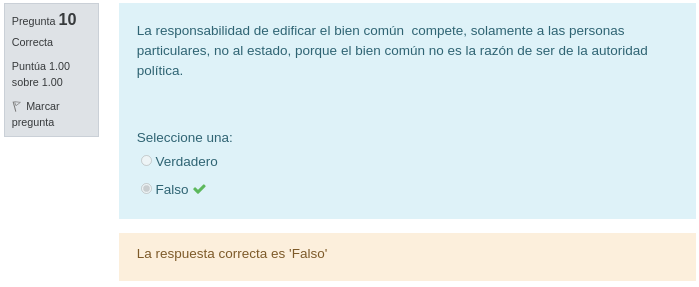 Pregunta 10
Correcta
Puntúa 1.00
sobre 1.00
Marcar
pregunta
La responsabilidad de edificar el bien común compete, solamente a las personas
particulares, no al estado, porque el bien común no es la razón de ser de la autoridad
política.
Seleccione una:
Verdadero
Falso
La respuesta correcta es 'Falso'